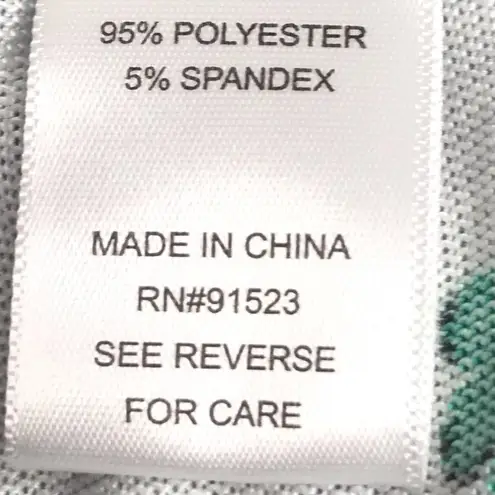 95% POLYESTER
5% SPANDEX
MADE IN CHINA
RN#91523
SEE REVERSE
FOR CARE